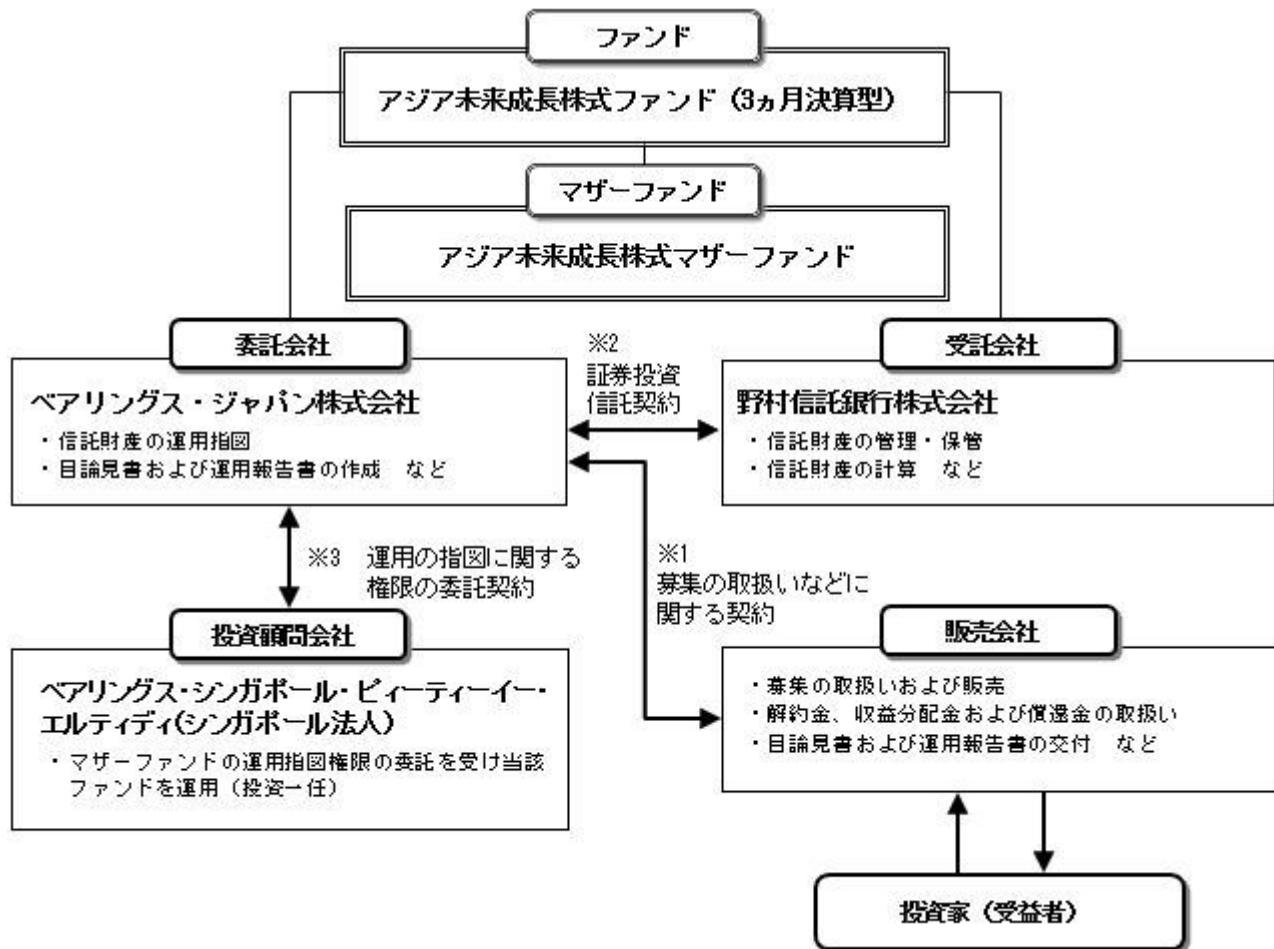 ファンド
アジア未来成長株式ファンド（3ヵ月決算型）
マザーファンド
アジア未来成長株式マザーファンド
委託会社
ベアリングス・ジャパン株式会社
・信託財産の運用指図
・目論見書および運用報告書の作成　など
※2
証券投資
信託契約
受託会社
野村信託銀行株式会社
・信託財産の管理・保管
・信託財産の計算　など
※3　運用の指図に関する
権限の委託契約
※1
募集の取扱いなどに
関する契約
投資顧問会社
ベアリングス・シンガポール・ピィーティーイー・
エルティディ(シンガポール法人)
・マザーファンドの運用指図権限の委託を受け当該
ファンドを運用（投資一任）
販売会社
・募集の取扱いおよび販売
・解約金、収益分配金および償還金の取扱い
・目論見書および運用報告書の交付　など
投資家（受益者）